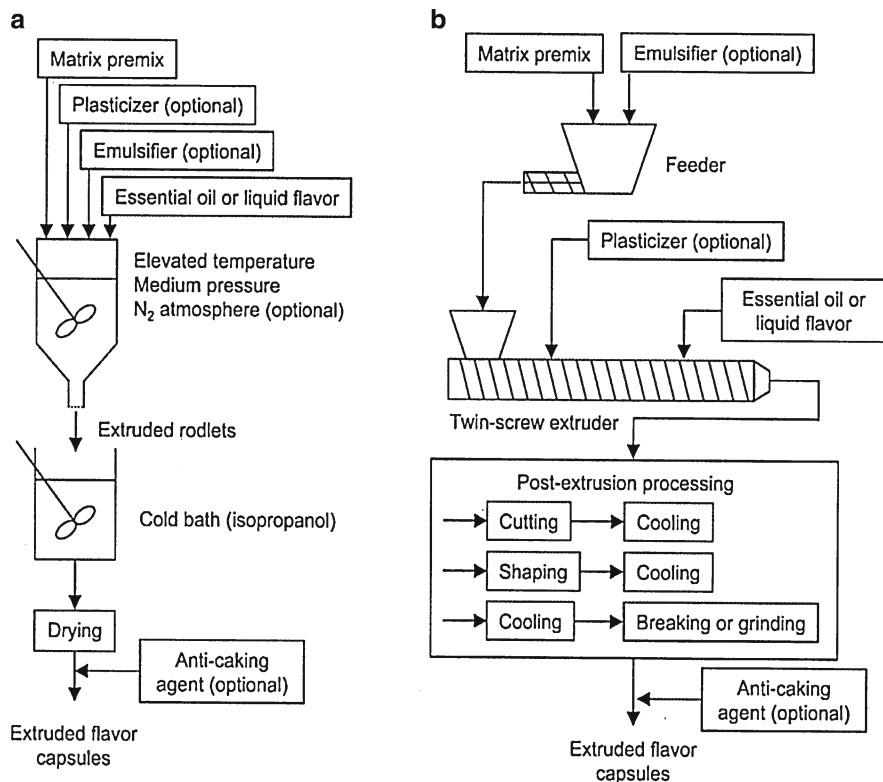 a
Matrix premix
Plasticizer (optional)
Emulsifier (optional)
Essential oil or liquid flavor
Elevated temperature
Medium pressure
N₂ atmosphere (optional)
Extruded rodlets
Cold bath (isopropanol)
Drying
Anti-caking
agent (optional)
Extruded flavor
capsules
b
Matrix premix
Emulsifier (optional)
Feeder
Plasticizer (optional)
Essential oil or
liquid flavor
Twin-screw extruder
Post-extrusion processing
Cutting
Cooling
Shaping
Cooling
Cooling
Breaking or grinding
Anti-caking
agent (optional)
Extruded flavor
capsules